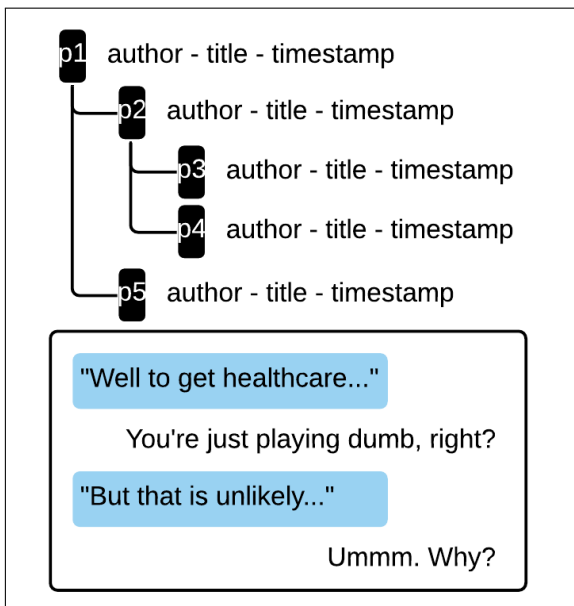 p1 author - title - timestamp
p2 author - title - timestamp
p3 author - title - timestamp
p4 author - title - timestamp
p5 author - title - timestamp
"Well to get healthcare..."
You're just playing dumb, right?
"But that is unlikely..."
Ummm. Why?